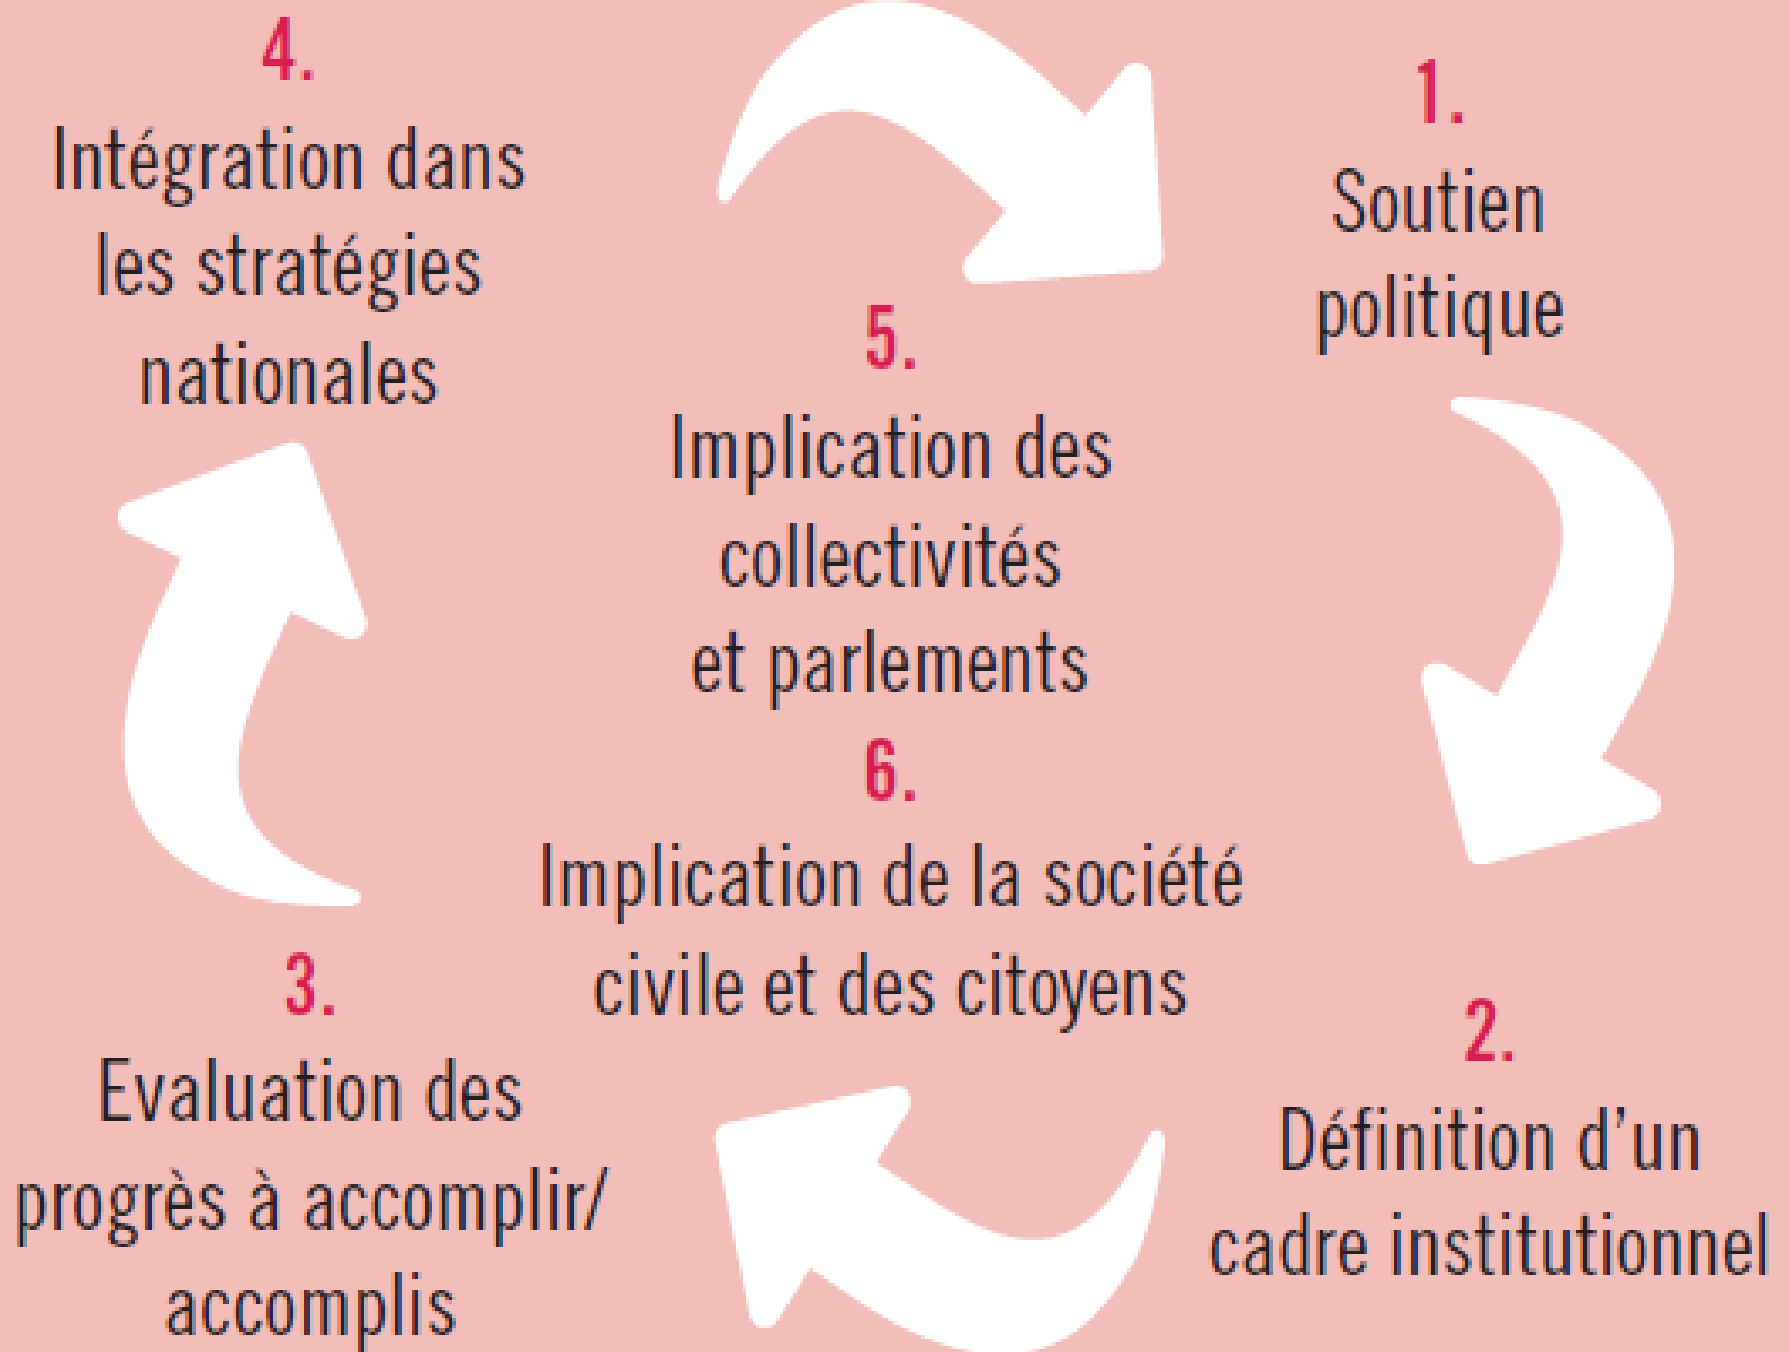 4.
Intégration dans
les stratégies
nationales
1.
Soutien
politique
5.
Implication des
collectivités
et parlements
6.
Implication de la société
civile et des citoyens
3.
Evaluation des
progrès à accomplir/
accomplis
2.
Définition d’un
cadre institutionnel